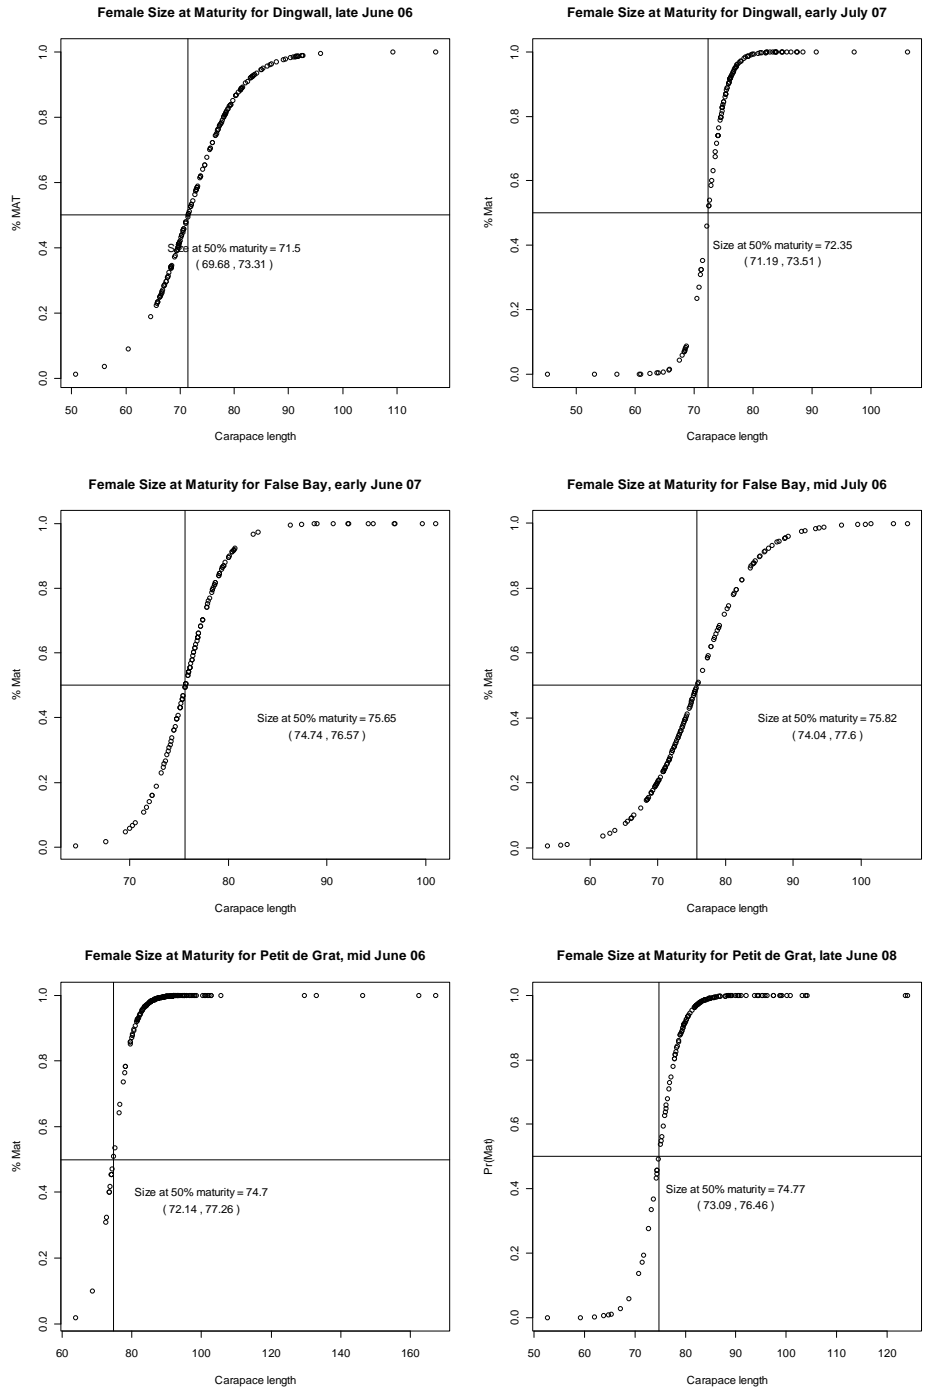 Female Size at Maturity for Dingwall, late June 06
% MAT
1.0
0.8
0.6
0.4
0.2
0.0
Size at 50% maturity = 71.5
( 69.68 , 73.31 )
50 60 70 80 90 100 110
Carapace length
Female Size at Maturity for Dingwall, early July 07
% Mat
1.0
0.8
0.6
0.4
0.2
0.0
Size at 50% maturity = 72.35
( 71.19 , 73.51 )
50 60 70 80 90 100
Carapace length
Female Size at Maturity for False Bay, early June 07
% Mat
1.0
0.8
0.6
0.4
0.2
0.0
Size at 50% maturity = 75.65
( 74.74 , 76.57 )
70 80 90 100
Carapace length
Female Size at Maturity for False Bay, mid July 06
% Mat
1.0
0.8
0.6
0.4
0.2
0.0
Size at 50% maturity = 75.82
( 74.04 , 77.6 )
60 70 80 90 100
Carapace length
Female Size at Maturity for Petit de Grat, mid June 06
% Mat
1.0
0.8
0.6
0.4
0.2
0.0
Size at 50% maturity = 74.7
( 72.14 , 77.26 )
60 80 100 120 140 160
Carapace length
Female Size at Maturity for Petit de Grat, late June 08
Pr(Mat)
1.0
0.8
0.6
0.4
0.2
0.0
Size at 50% maturity = 74.77
( 73.09 , 76.46 )
50 60 70 80 90 100 110 120
Carapace length